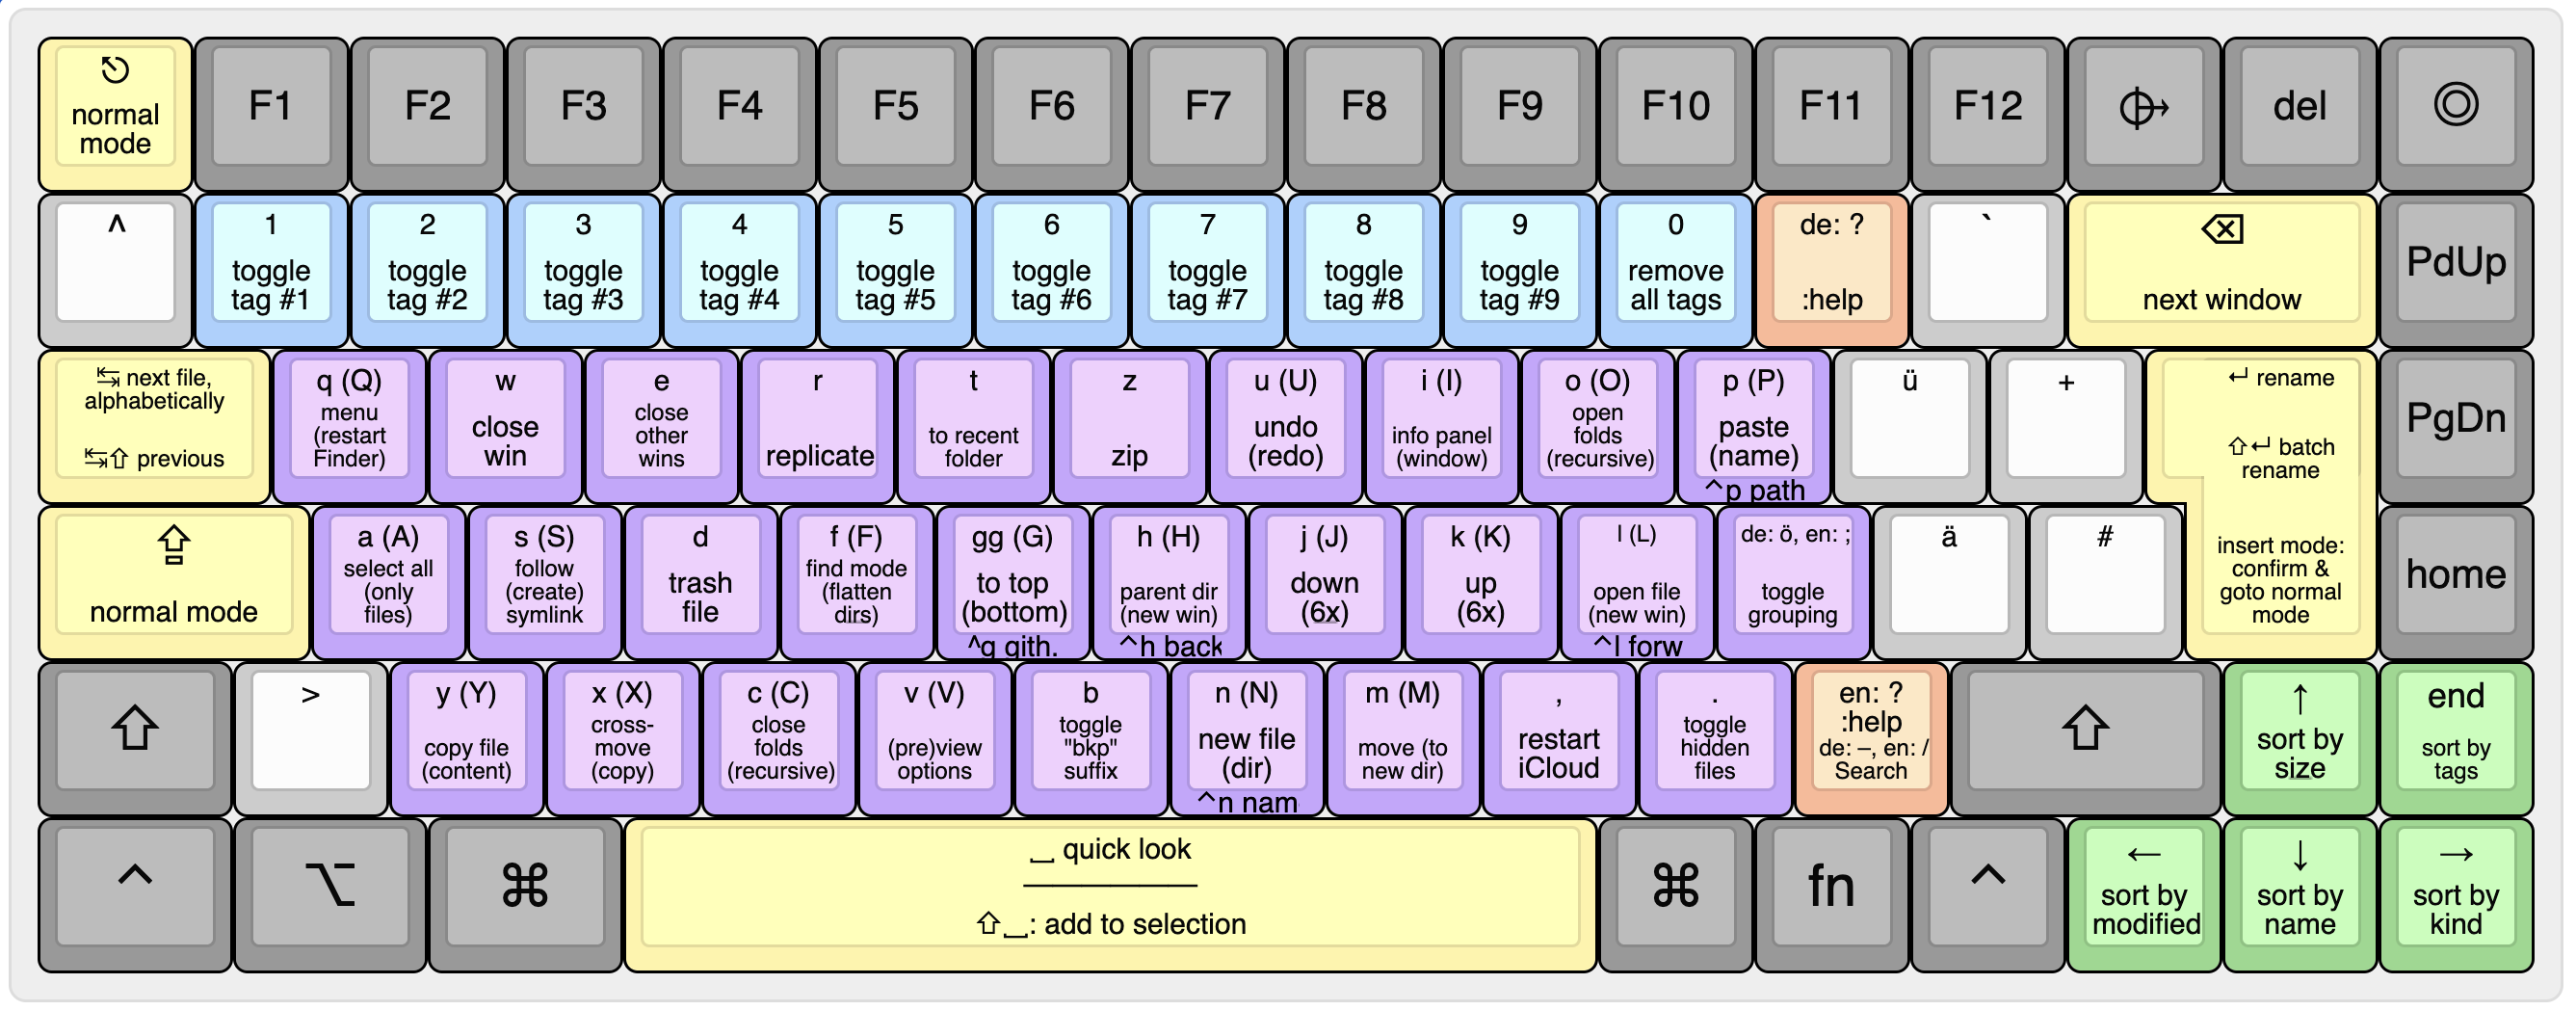 ⎋
normal
mode
F1
F2
F3
F4
F5
F6
F7
F8
F9
F10
F11
F12
del
◎
^
1
toggle
tag #1
2
toggle
tag #2
3
toggle
tag #3
4
toggle
tag #4
5
toggle
tag #5
6
toggle
tag #6
7
toggle
tag #7
8
toggle
tag #8
9
toggle
tag #9
0
remove
all tags
de: ?
:help
`
⌫
next window
PdUp
↹ next file,
alphabetically
↹⇧ previous
q (Q)
menu
(restart
Finder)
w
close
win
e
close
other
wins
r
replicate
t
to recent
folder
z
zip
u (U)
undo
(redo)
i (I)
info panel
(window)
o (O)
open
folds
(recursive)
p (P)
paste
(name)
^p path
ü
+
↵ rename
⇧↵ batch
rename
insert mode:
confirm &
goto normal
mode
PgDn
⇪
normal mode
a (A)
select all
(only
files)
s (S)
follow
(create)
symlink
d
trash
file
f (F)
find mode
(flatten
dirs)
gg (G)
to top
(bottom)
^g gith.
h (H)
parent dir
(new win)
^h back
j (J)
down
(6x)
k (K)
up
(6x)
l (L)
open file
(new win)
^l forw
de: ö, en: ;
toggle
grouping
ä
#
home
⇧
>
y (Y)
copy file
(content)
x (X)
cross-
move
(copy)
c (C)
close
folds
(recursive)
v (V)
(pre)view
options
b
toggle
"bkp"
suffix
n (N)
new file
(dir)
^n nam
m (M)
move (to
new dir)
,
restart
iCloud
.
toggle
hidden
files
en: ?
:help
de: –, en: /
Search
⇧
↑
sort by
size
end
sort by
tags
^
⌥
⌘
⎵ quick look
⇧⎵: add to selection
⌘
fn
^
←
sort by
modified
↓
sort by
name
→
sort by
kind